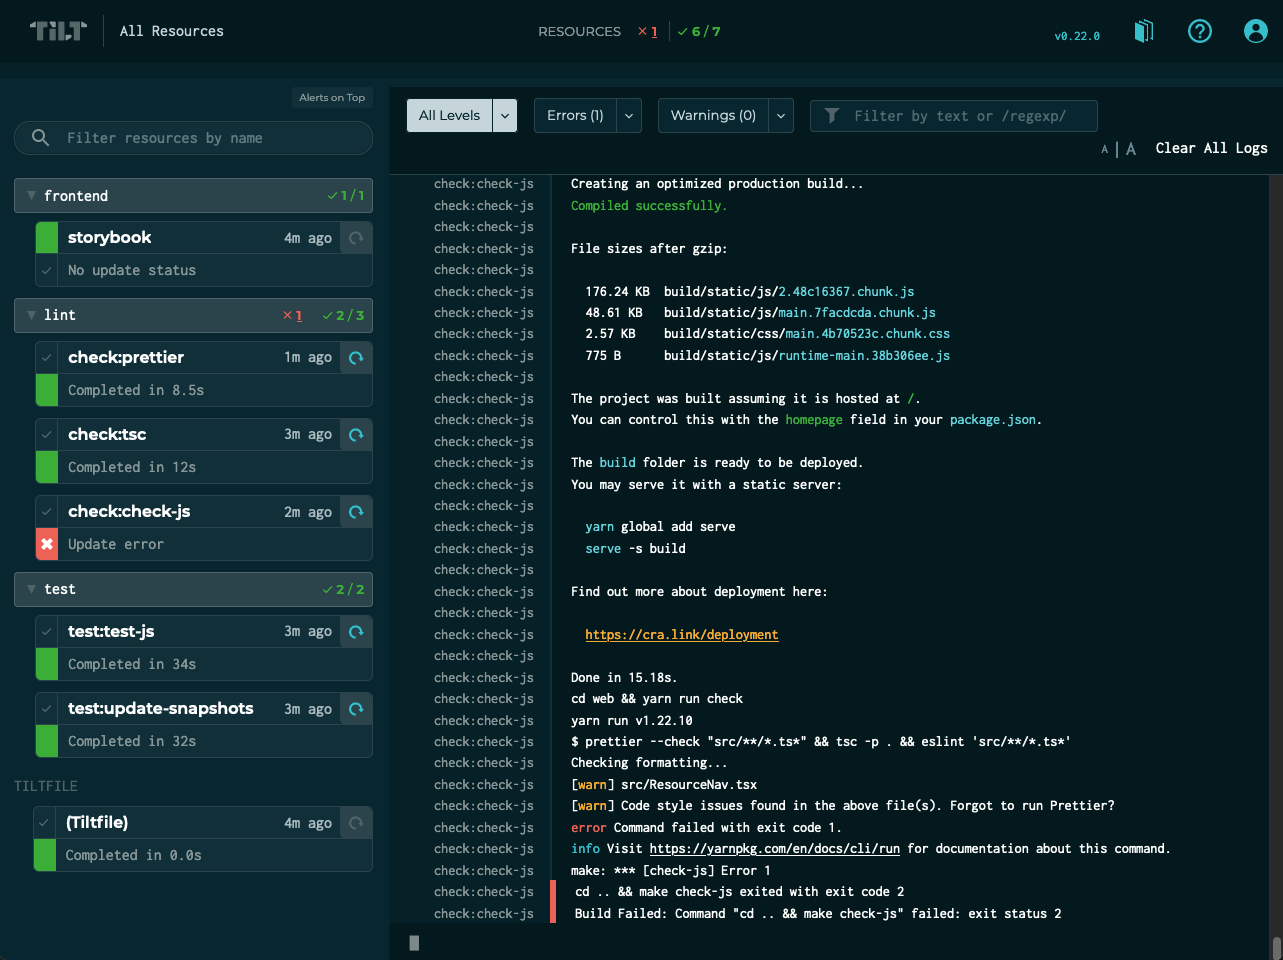 TILT
All Resources
RESOURCES
1
6/7
v0.22.0
Alerts on Top
Filter resources by name
frontend
1/1
storybook
4m ago
No update status
lint
1
2/3
check:prettier
1m ago
Completed in 8.5s
check:tsc
3m ago
Completed in 12s
check:check-js
2m ago
Update error
test
2/2
test:test-js
3m ago
Completed in 34s
test:update-snapshots
3m ago
Completed in 32s
TILTFILE
(Tiltfile)
4m ago
Completed in 0.0s
All Levels
Errors (1)
Warnings (0)
Filter by text or /regexp/
A | A
Clear All Logs
check:check-js Creating an optimized production build...
check:check-js Compiled successfully.
check:check-js
check:check-js File sizes after gzip:
check:check-js
check:check-js 176.24 KB build/static/js/2.48c16367.chunk.js
check:check-js 48.61 KB build/static/js/main.7facdcda.chunk.js
check:check-js 2.57 KB build/static/css/main.4b70523c.chunk.css
check:check-js 775 B build/static/js/runtime-main.38b306ee.js
check:check-js
check:check-js The project was built assuming it is hosted at /.
check:check-js You can control this with the homepage field in your package.json.
check:check-js
check:check-js The build folder is ready to be deployed.
check:check-js You may serve it with a static server:
check:check-js
check:check-js yarn global add serve
check:check-js serve -s build
check:check-js
check:check-js Find out more about deployment here:
check:check-js
check:check-js https://cra.link/deployment
check:check-js
check:check-js Done in 15.18s.
check:check-js cd web && yarn run check
check:check-js yarn run v1.22.10
check:check-js $ prettier --check "src/**/*.ts*" && tsc -p . && eslint 'src/**/*.ts*'
check:check-js Checking formatting...
check:check-js [warn] src/ResourceNav.tsx
check:check-js [warn] Code style issues found in the above file(s). Forgot to run Prettier?
check:check-js error Command failed with exit code 1.
check:check-js info Visit https://yarnpkg.com/en/docs/cli/run for documentation about this command.
check:check-js make: *** [check-js] Error 1
check:check-js cd .. && make check-js exited with exit code 2
check:check-js Build Failed: Command "cd .. && make check-js" failed: exit status 2